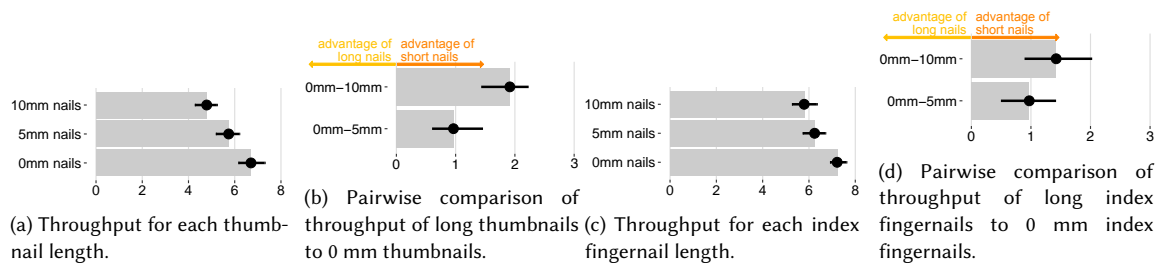 10mm nails
5mm nails
0mm nails
0 2 4 6 8
(a) Throughput for each thumb-
nail length.
advantage of advantage of
long nails short nails
0mm−10mm
0mm−5mm
0 1 2 3
(b) Pairwise comparison of
throughput of long thumbnails
to 0 mm thumbnails.
10mm nails
5mm nails
0mm nails
0 2 4 6 8
(c) Throughput for each index
fingernail length.
advantage of advantage of
long nails short nails
0mm−10mm
0mm−5mm
0 1 2 3
(d) Pairwise comparison of
throughput of long index
fingernails to 0 mm index
fingernails.